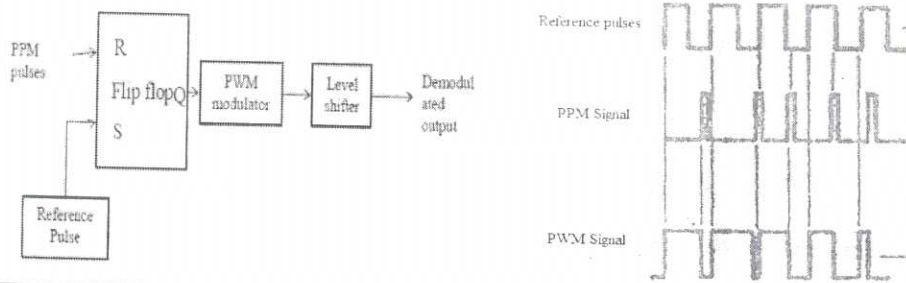 PPM
pulses
R
Flip flopQ
S
Reference
Pulse
PWM
modulator
Level
shifter
Demodul
ated
output
Reference pulses
PPM Signal
PWM Signal